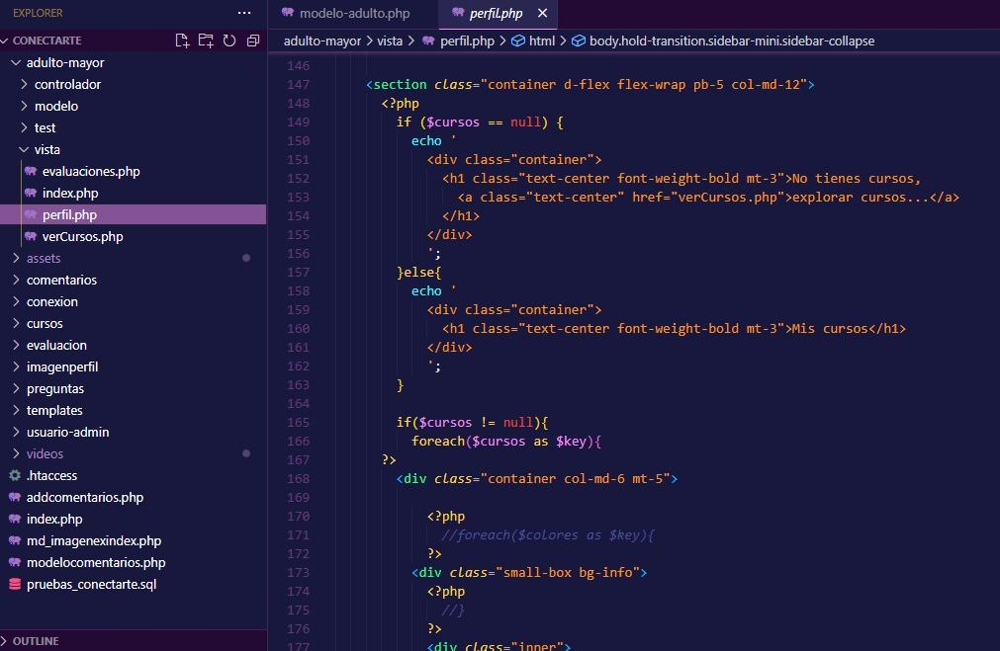 EXPLORER
CONECTARTE
adulto-mayor
controlador
modelo
test
vista
evaluaciones.php
index.php
perfil.php
verCursos.php
assets
comentarios
conexion
cursos
evaluacion
imagenperfil
preguntas
templates
usuario-admin
videos
.htaccess
addcomentarios.php
index.php
md_imagenexindex.php
modelocomentarios.php
pruebas_conectarte.sql
OUTLINE
modelo-adulto.php
perfil.php
adulto-mayor > vista > perfil.php > html > body.hold-transition.sidebar-mini.sidebar-collapse
146
147 <section class="container d-flex flex-wrap pb-5 col-md-12">
148 <?php
149 if ($cursos == null) {
150 echo '
151 <div class="container">
152 <h1 class="text-center font-weight-bold mt-3">No tienes cursos,
153 <a class="text-center" href="verCursos.php">explorar cursos...</a>
154 </h1>
155 </div>
156 ';
157 }else{
158 echo '
159 <div class="container">
160 <h1 class="text-center font-weight-bold mt-3">Mis cursos</h1>
161 </div>
162 ';
163 }
164
165 if($cursos != null){
166 foreach($cursos as $key){
167 ?>
168 <div class="container col-md-6 mt-5">
169
170 <?php
171 //foreach($colores as $key){
172 ?>
173 <div class="small-box bg-info">
174 <?php
175 //}
176 ?>
177 <div class="inner">